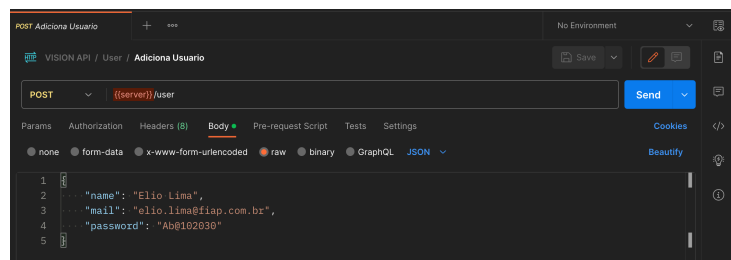 POST Adiciona Usuario + ooo No Environment
HTTP VISION API / User / Adiciona Usuario Save
POST {{server}}/user Send
Params Authorization Headers (8) Body Pre-request Script Tests Settings Cookies
none form-data x-www-form-urlencoded raw binary GraphQL JSON Beautify
1 {
2 "name": "Elio Lima",
3 "mail": "elio.lima@fiap.com.br",
4 "password": "Ab@102030"
5 }